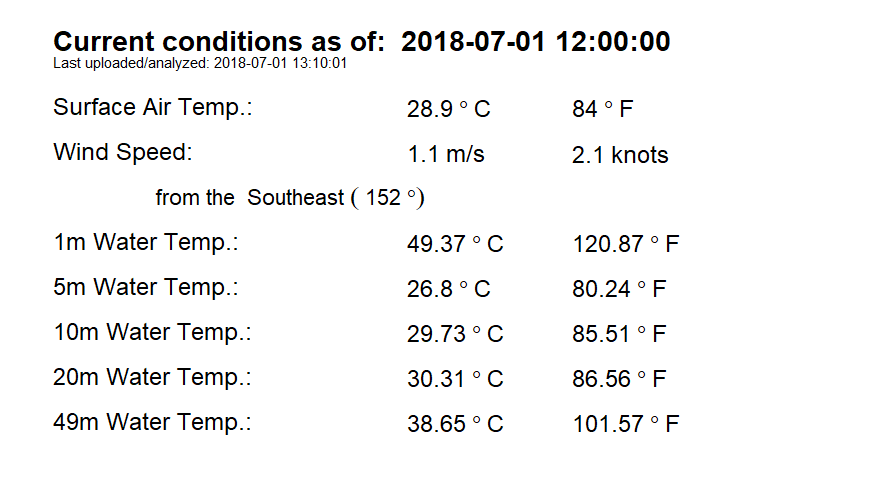 Current conditions as of: 2018-07-01 12:00:00
Last uploaded/analyzed: 2018-07-01 13:10:01
Surface Air Temp.: 28.9 ° C 84 ° F
Wind Speed: 1.1 m/s 2.1 knots
from the Southeast ( 152 °)
1m Water Temp.: 49.37 ° C 120.87 ° F
5m Water Temp.: 26.8 ° C 80.24 ° F
10m Water Temp.: 29.73 ° C 85.51 ° F
20m Water Temp.: 30.31 ° C 86.56 ° F
49m Water Temp.: 38.65 ° C 101.57 ° F